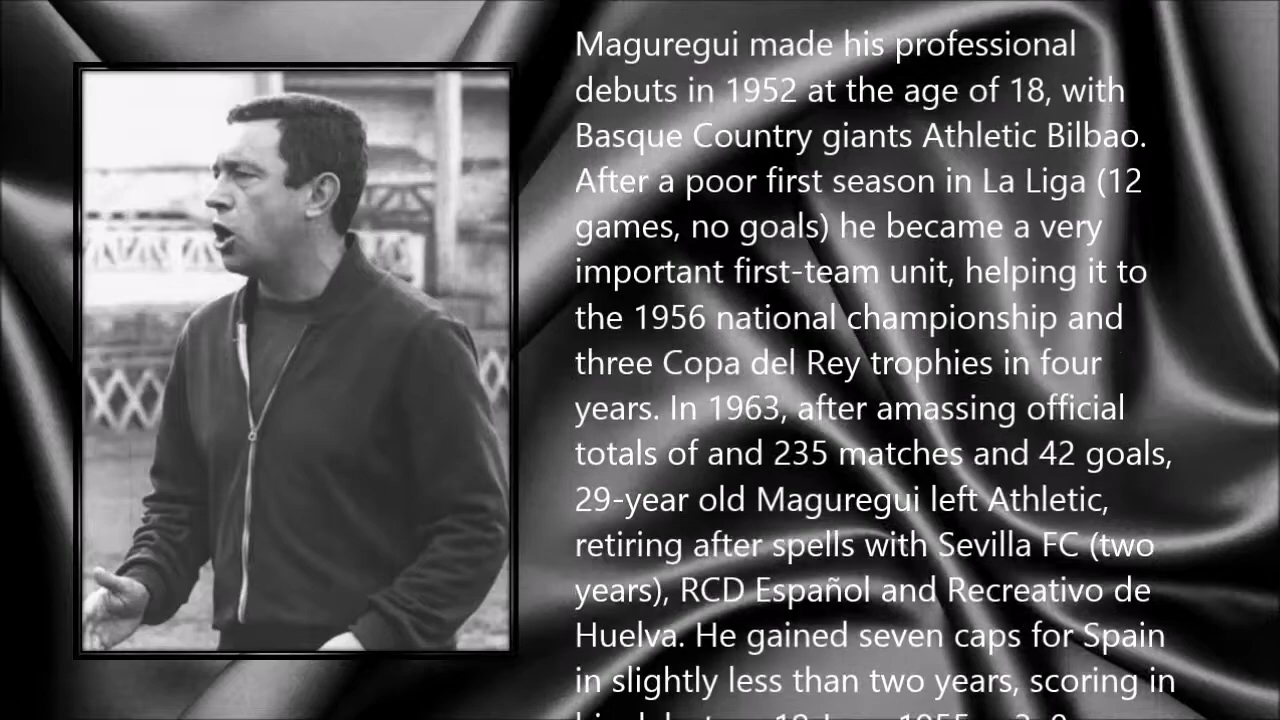 Maguregui made his professional
debuts in 1952 at the age of 18, with
Basque Country giants Athletic Bilbao.
After a poor first season in La Liga (12
games, no goals) he became a very
important first-team unit, helping it to
the 1956 national championship and
three Copa del Rey trophies in four
years. In 1963, after amassing official
totals of and 235 matches and 42 goals,
29-year old Maguregui left Athletic,
retiring after spells with Sevilla FC (two
years), RCD Español and Recreativo de
Huelva. He gained seven caps for Spain
in slightly less than two years, scoring in